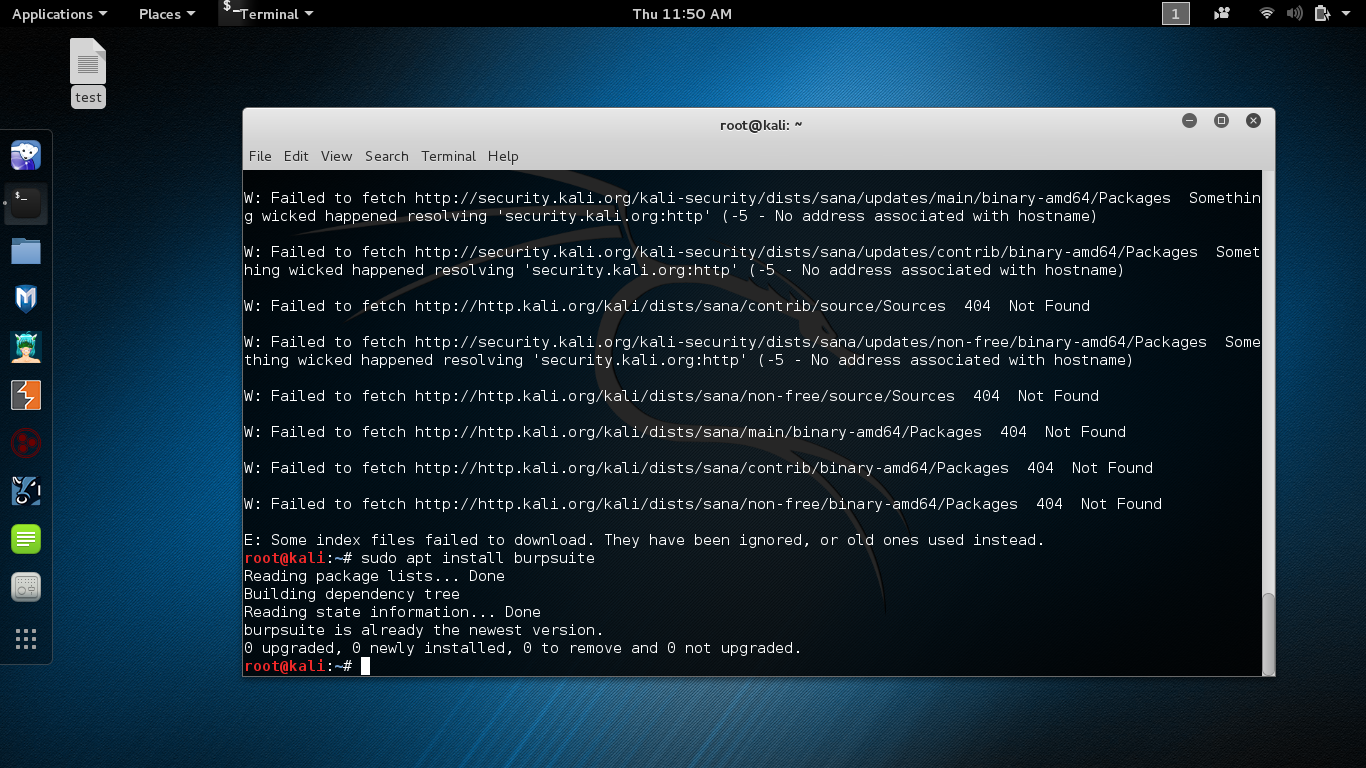 Applications Places Terminal Thu 11:50 AM 1
test
root@kali: ~
File Edit View Search Terminal Help
W: Failed to fetch http://security.kali.org/kali-security/dists/sana/updates/main/binary-amd64/Packages  Somethin
g wicked happened resolving 'security.kali.org:http' (-5 - No address associated with hostname)
W: Failed to fetch http://security.kali.org/kali-security/dists/sana/updates/contrib/binary-amd64/Packages  Somet
hing wicked happened resolving 'security.kali.org:http' (-5 - No address associated with hostname)
W: Failed to fetch http://http.kali.org/kali/dists/sana/contrib/source/Sources  404  Not Found
W: Failed to fetch http://security.kali.org/kali-security/dists/sana/updates/non-free/binary-amd64/Packages  Some
thing wicked happened resolving 'security.kali.org:http' (-5 - No address associated with hostname)
W: Failed to fetch http://http.kali.org/kali/dists/sana/non-free/source/Sources  404  Not Found
W: Failed to fetch http://http.kali.org/kali/dists/sana/main/binary-amd64/Packages  404  Not Found
W: Failed to fetch http://http.kali.org/kali/dists/sana/contrib/binary-amd64/Packages  404  Not Found
W: Failed to fetch http://http.kali.org/kali/dists/sana/non-free/binary-amd64/Packages  404  Not Found
E: Some index files failed to download. They have been ignored, or old ones used instead.
root@kali:~# sudo apt install burpsuite
Reading package lists... Done
Building dependency tree
Reading state information... Done
burpsuite is already the newest version.
0 upgraded, 0 newly installed, 0 to remove and 0 not upgraded.
root@kali:~#